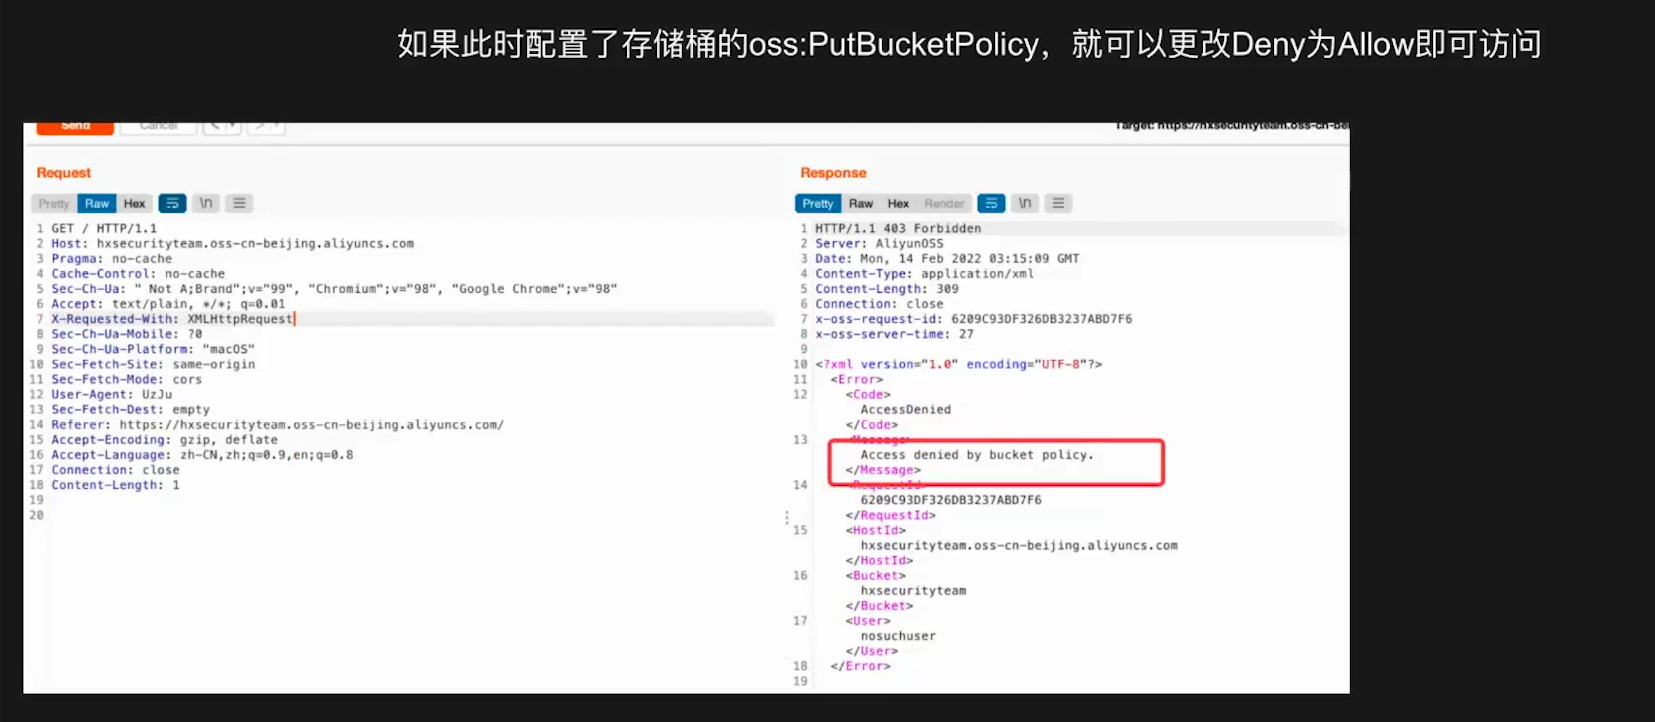 如果此时配置了存储桶的oss:PutBucketPolicy，就可以更改Deny为Allow即可访问
Send Cancel < >
Target: https://hxsecurityteam.oss-cn-bei
Request
Pretty Raw Hex \n
1 GET / HTTP/1.1
2 Host: hxsecurityteam.oss-cn-beijing.aliyuncs.com
3 Pragma: no-cache
4 Cache-Control: no-cache
5 Sec-Ch-Ua: " Not A;Brand";v="99", "Chromium";v="98", "Google Chrome";v="98"
6 Accept: text/plain, */*; q=0.01
7 X-Requested-With: XMLHttpRequest
8 Sec-Ch-Ua-Mobile: ?0
9 Sec-Ch-Ua-Platform: "macOS"
10 Sec-Fetch-Site: same-origin
11 Sec-Fetch-Mode: cors
12 User-Agent: UzJu
13 Sec-Fetch-Dest: empty
14 Referer: https://hxsecurityteam.oss-cn-beijing.aliyuncs.com/
15 Accept-Encoding: gzip, deflate
16 Accept-Language: zh-CN,zh;q=0.9,en;q=0.8
17 Connection: close
18 Content-Length: 1
19
20
Response
Pretty Raw Hex Render \n
1 HTTP/1.1 403 Forbidden
2 Server: AliyunOSS
3 Date: Mon, 14 Feb 2022 03:15:09 GMT
4 Content-Type: application/xml
5 Content-Length: 309
6 Connection: close
7 x-oss-request-id: 6209C93DF326DB3237ABD7F6
8 x-oss-server-time: 27
9
10 <?xml version="1.0" encoding="UTF-8"?>
11 <Error>
12 <Code>
AccessDenied
</Code>
13 <Message>
Access denied by bucket policy.
</Message>
14 <RequestId>
6209C93DF326DB3237ABD7F6
</RequestId>
15 <HostId>
hxsecurityteam.oss-cn-beijing.aliyuncs.com
</HostId>
16 <Bucket>
hxsecurityteam
</Bucket>
17 <User>
nosuchuser
</User>
18 </Error>
19